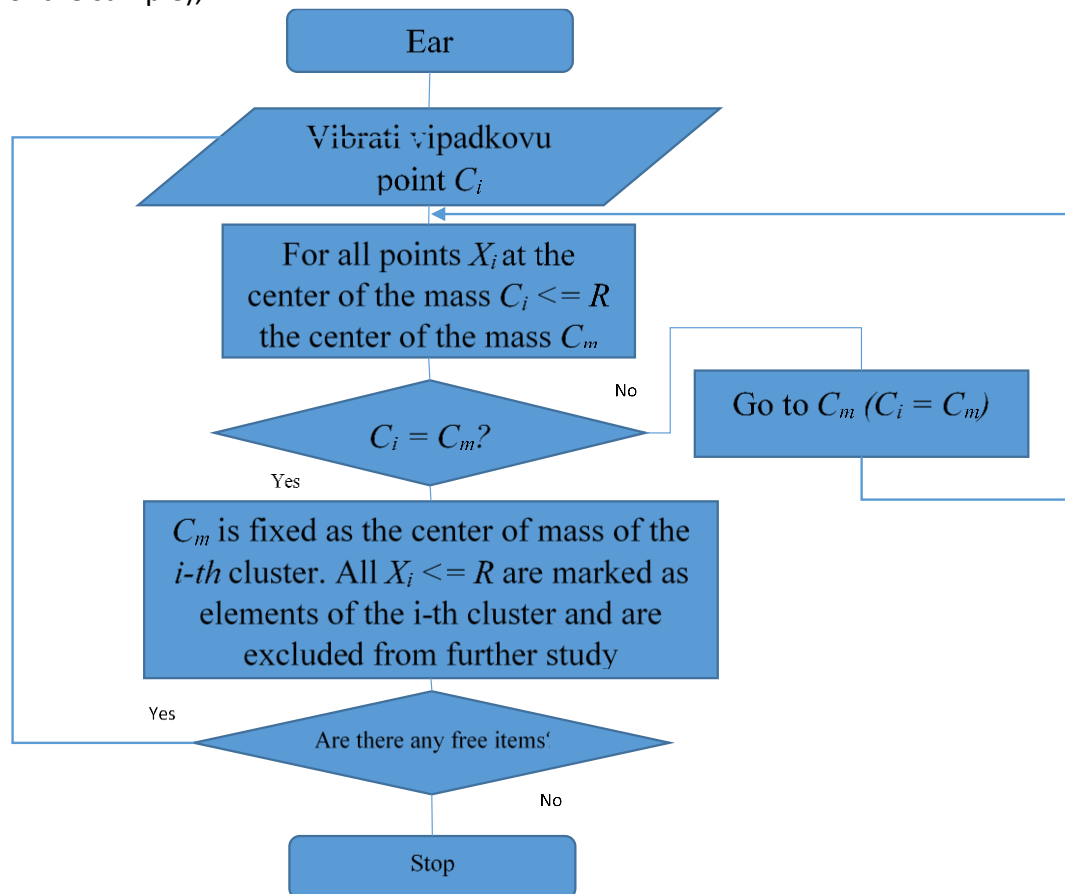 Ear
Vibrati vipadkovu
point Ci
For all points Xi at the
center of the mass Ci <= R
the center of the mass Cm
No
Go to Cm (Ci = Cm)
Ci = Cm?
Yes
Cm is fixed as the center of mass of the
i-th cluster. All Xi <= R are marked as
elements of the i-th cluster and are
excluded from further study
Yes
Are there any free items?
No
Stop